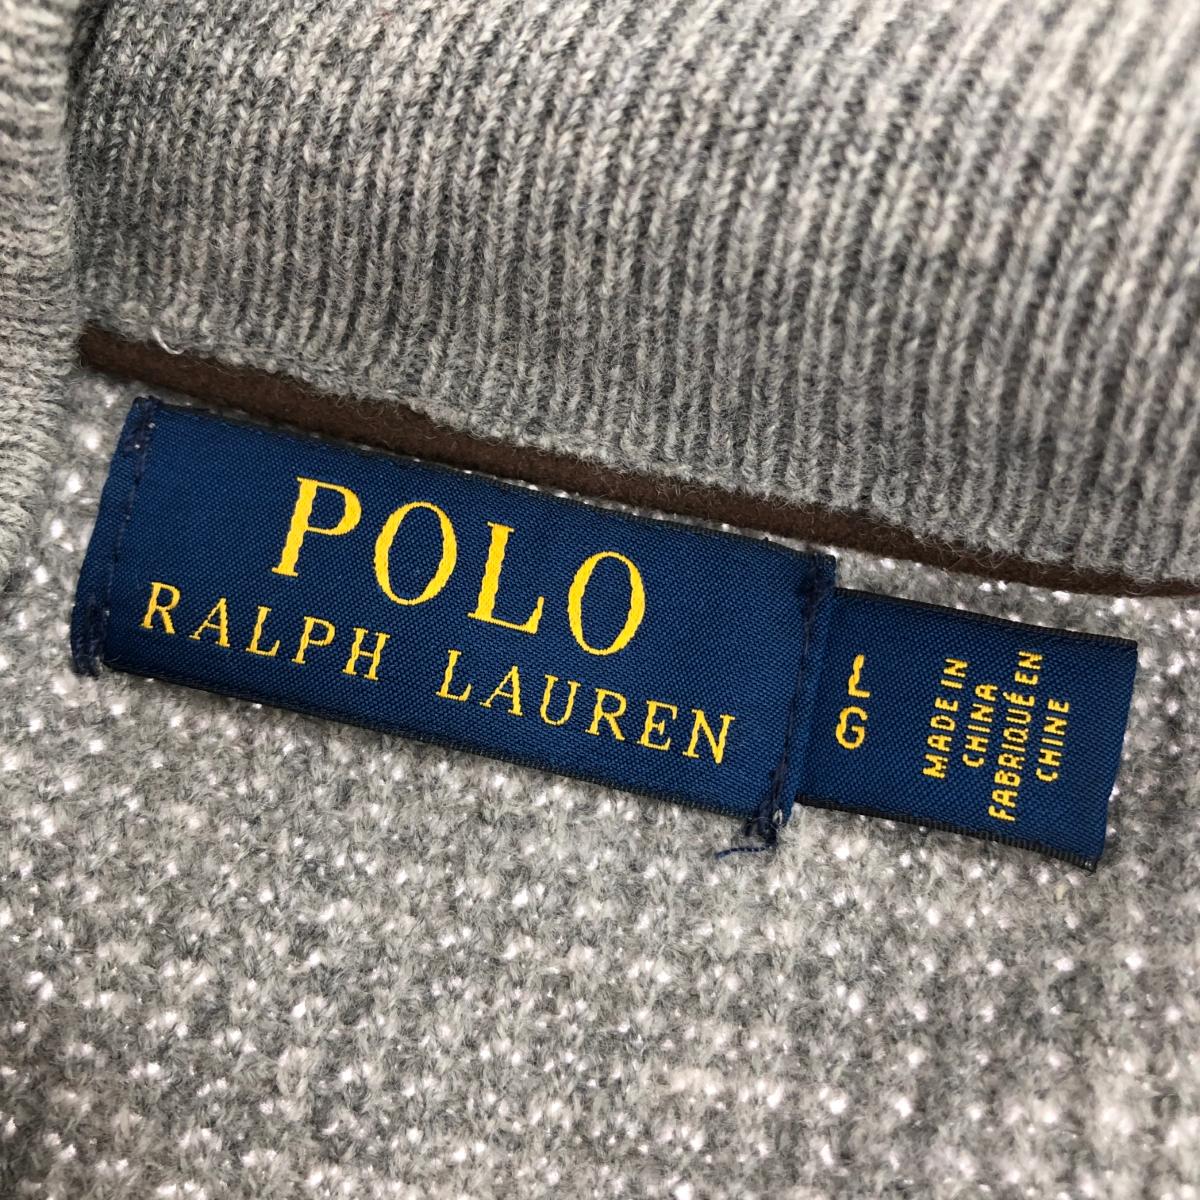 POLO
RALPH LAUREN
L
G
MADE IN
CHINA
FABRIQUÉ EN
CHINE